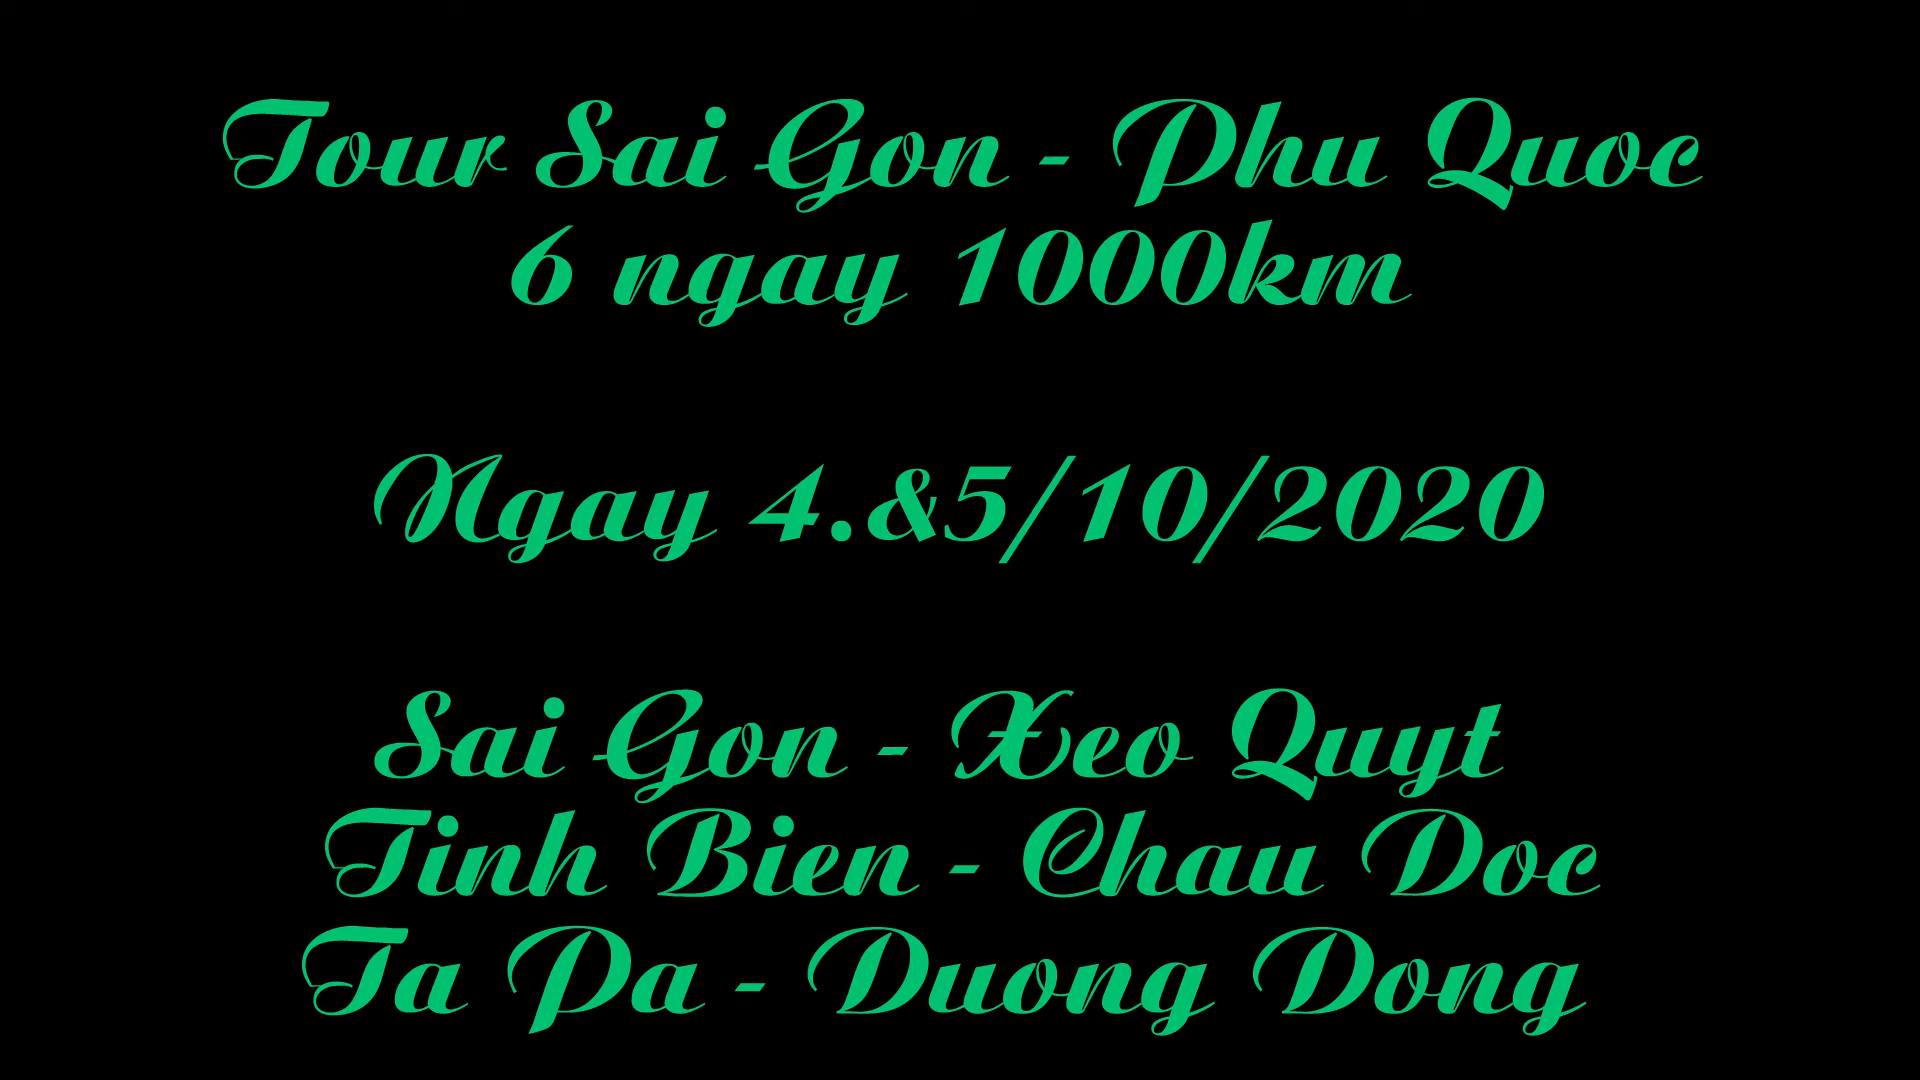 Tour Sai Gon - Phu Quoc
6 ngay 1000km
Ngay 4.&5/10/2020
Sai Gon - Xeo Quyt
Tinh Bien - Chau Doc
Ta Pa - Duong Dong